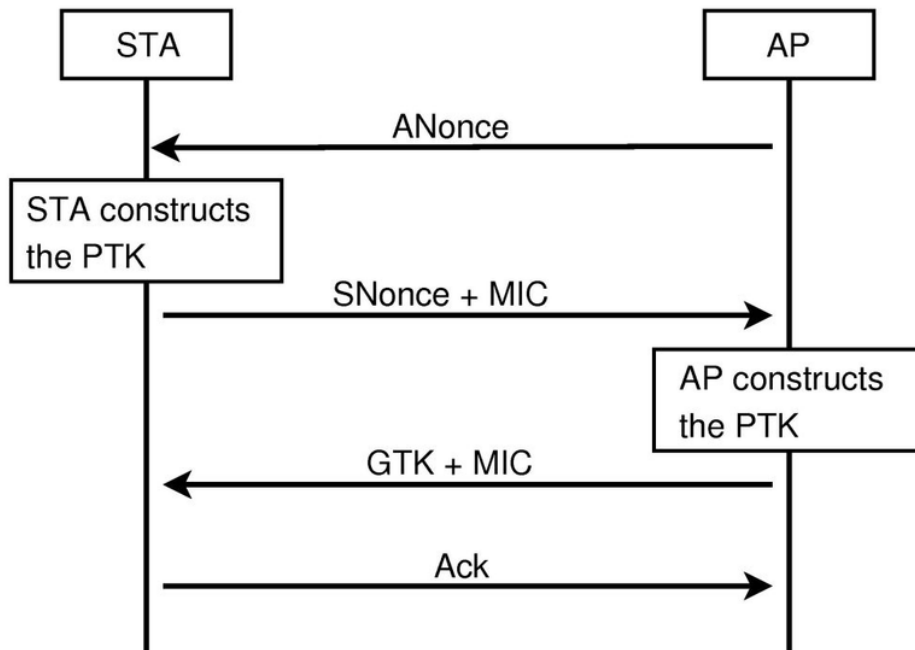 STA
AP
ANonce
STA constructs
the PTK
SNonce + MIC
AP constructs
the PTK
GTK + MIC
Ack